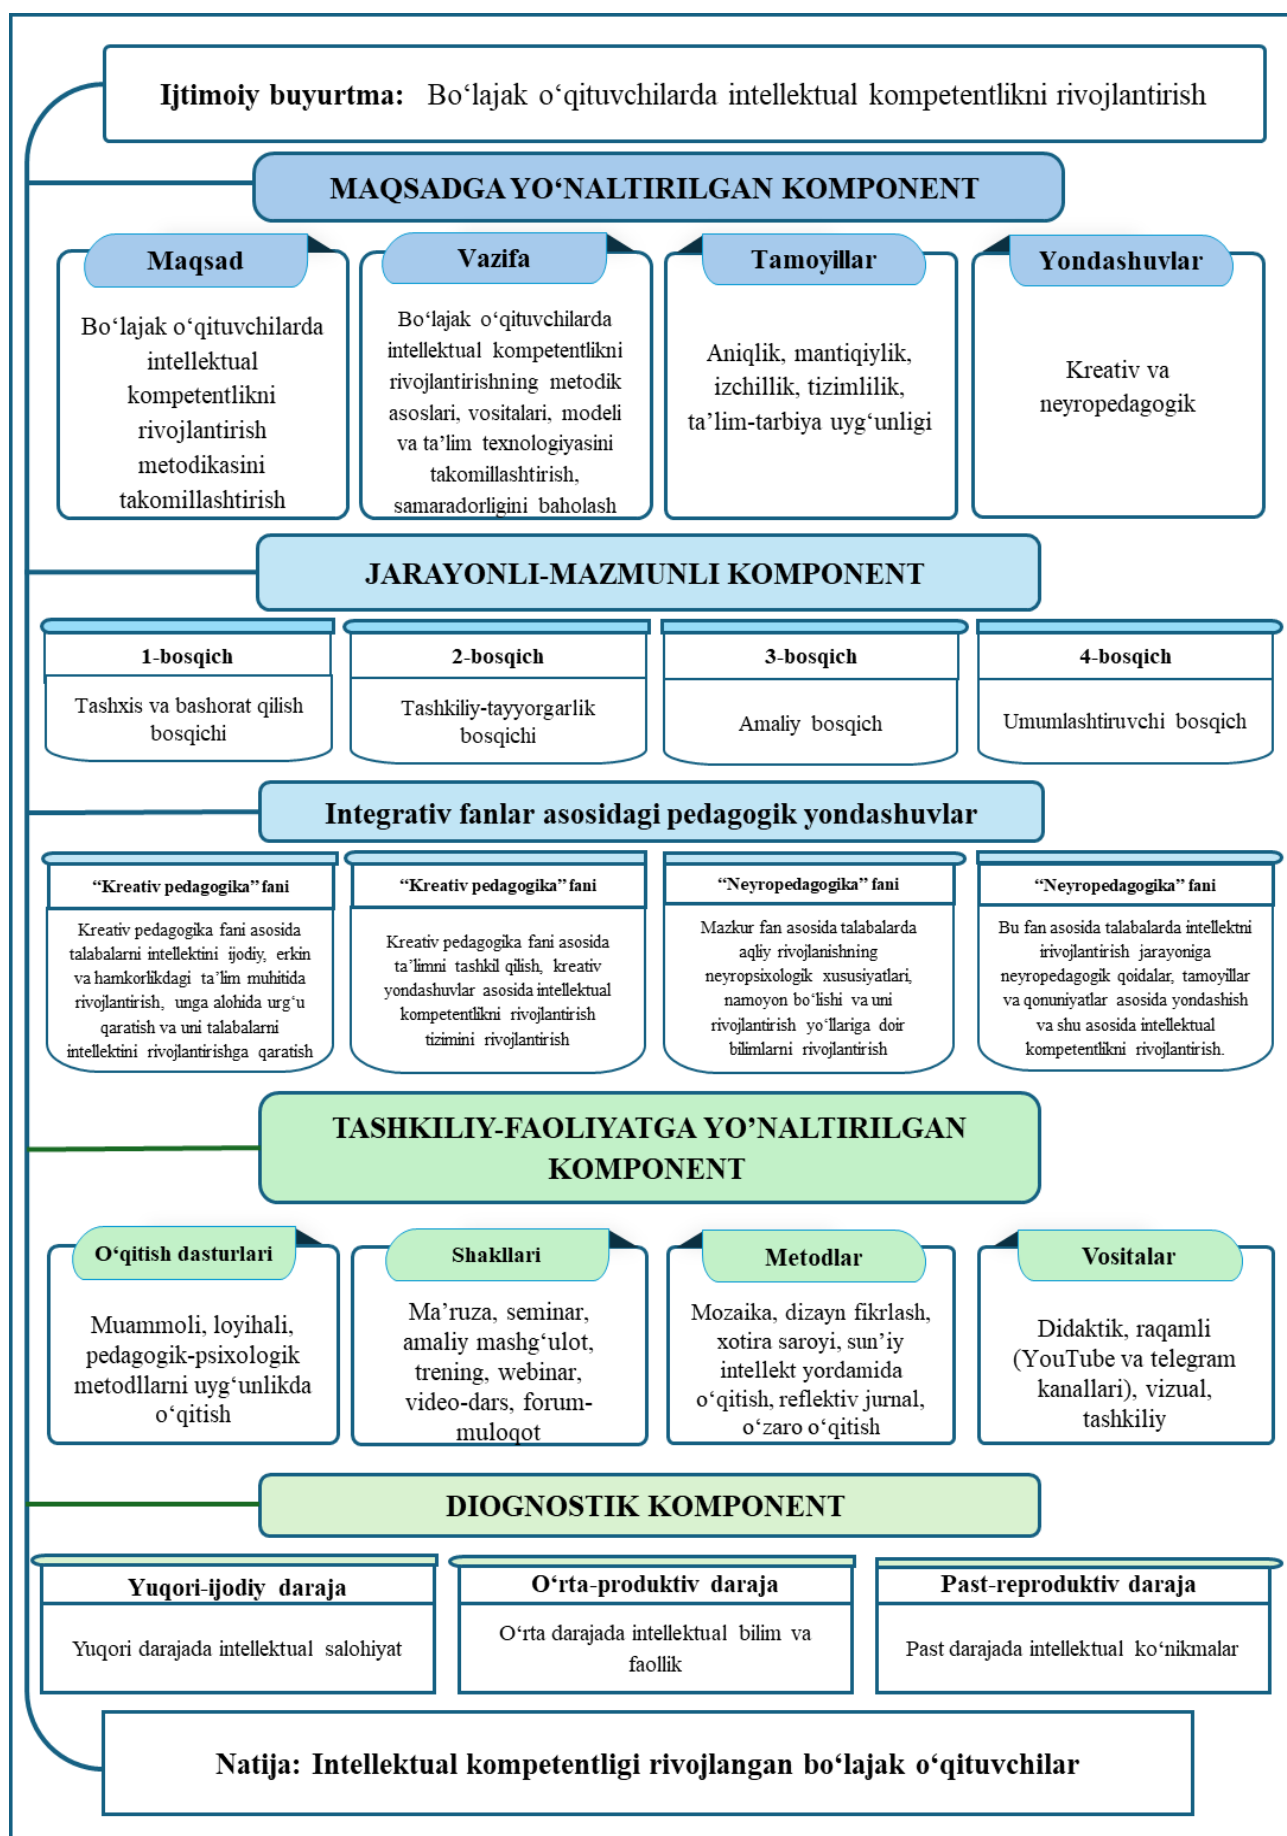 Ijtimoiy buyurtma: Bo‘lajak o‘qituvchilarda intellektual kompetentlikni rivojlantirish
MAQSADGA YO‘NALTIRILGAN KOMPONENT
Maqsad
Bo‘lajak o‘qituvchilarda
intellektual
kompetentlikni
rivojlantirish
metodikasini
takomillashtirish
Vazifa
Bo‘lajak o‘qituvchilarda
intellektual kompetentlikni
rivojlantirishning metodik
asoslari, vositalari, modeli
va ta’lim texnologiyasini
takomillashtirish,
samaradorligini baholash
Tamoyillar
Aniqlik, mantiqiylik,
izchillik, tizimlilik,
ta’lim-tarbiya uyg‘unligi
Yondashuvlar
Kreativ va
neyropedagogik
JARAYONLI-MAZMUNLI KOMPONENT
1-bosqich
Tashxis va bashorat qilish
bosqichi
2-bosqich
Tashkiliy-tayyorgarlik
bosqichi
3-bosqich
Amaliy bosqich
4-bosqich
Umumlashtiruvchi bosqich
Integrativ fanlar asosidagi pedagogik yondashuvlar
“Kreativ pedagogika” fani
Kreativ pedagogika fani asosida
talabalarni intellektini ijodiy, erkin
va hamkorlikdagi ta’lim muhitida
rivojlantirish, unga alohida urg‘u
qaratish va uni talabalarni
intellektini rivojlantirishga qaratish
“Kreativ pedagogika” fani
Kreativ pedagogika fani asosida
ta’limni tashkil qilish, kreativ
yondashuvlar asosida intellektual
kompetentlikni rivojlantirish
tizimini rivojlantirish
“Neyropedagogika” fani
Mazkur fan asosida talabalarda
aqliy rivojlanishning
neyropsixologik xususiyatlari,
namoyon bo‘lishi va uni
rivojlantirish yo‘llariga doir
bilimlarni rivojlantirish
“Neyropedagogika” fani
Bu fan asosida talabalarda intellektni
irivojlantirish jarayoniga
neyropedagogik qoidalar, tamoyillar
va qonuniyatlar asosida yondashish
va shu asosida intellektual
kompetentlikni rivojlantirish.
TASHKILIY-FAOLIYATGA YO’NALTIRILGAN
KOMPONENT
O‘qitish dasturlari
Muammoli, loyihali,
pedagogik-psixologik
metodllarni uyg‘unlikda
o‘qitish
Shakllari
Ma’ruza, seminar,
amaliy mashg‘ulot,
trening, webinar,
video-dars, forum-
muloqot
Metodlar
Mozaika, dizayn fikrlash,
xotira saroyi, sun’iy
intellekt yordamida
o‘qitish, reflektiv jurnal,
o‘zaro o‘qitish
Vositalar
Didaktik, raqamli
(YouTube va telegram
kanallari), vizual,
tashkiliy
DIOGNOSTIK KOMPONENT
Yuqori-ijodiy daraja
Yuqori darajada intellektual salohiyat
O‘rta-produktiv daraja
O‘rta darajada intellektual bilim va
faollik
Past-reproduktiv daraja
Past darajada intellektual ko‘nikmalar
Natija: Intellektual kompetentligi rivojlangan bo‘lajak o‘qituvchilar